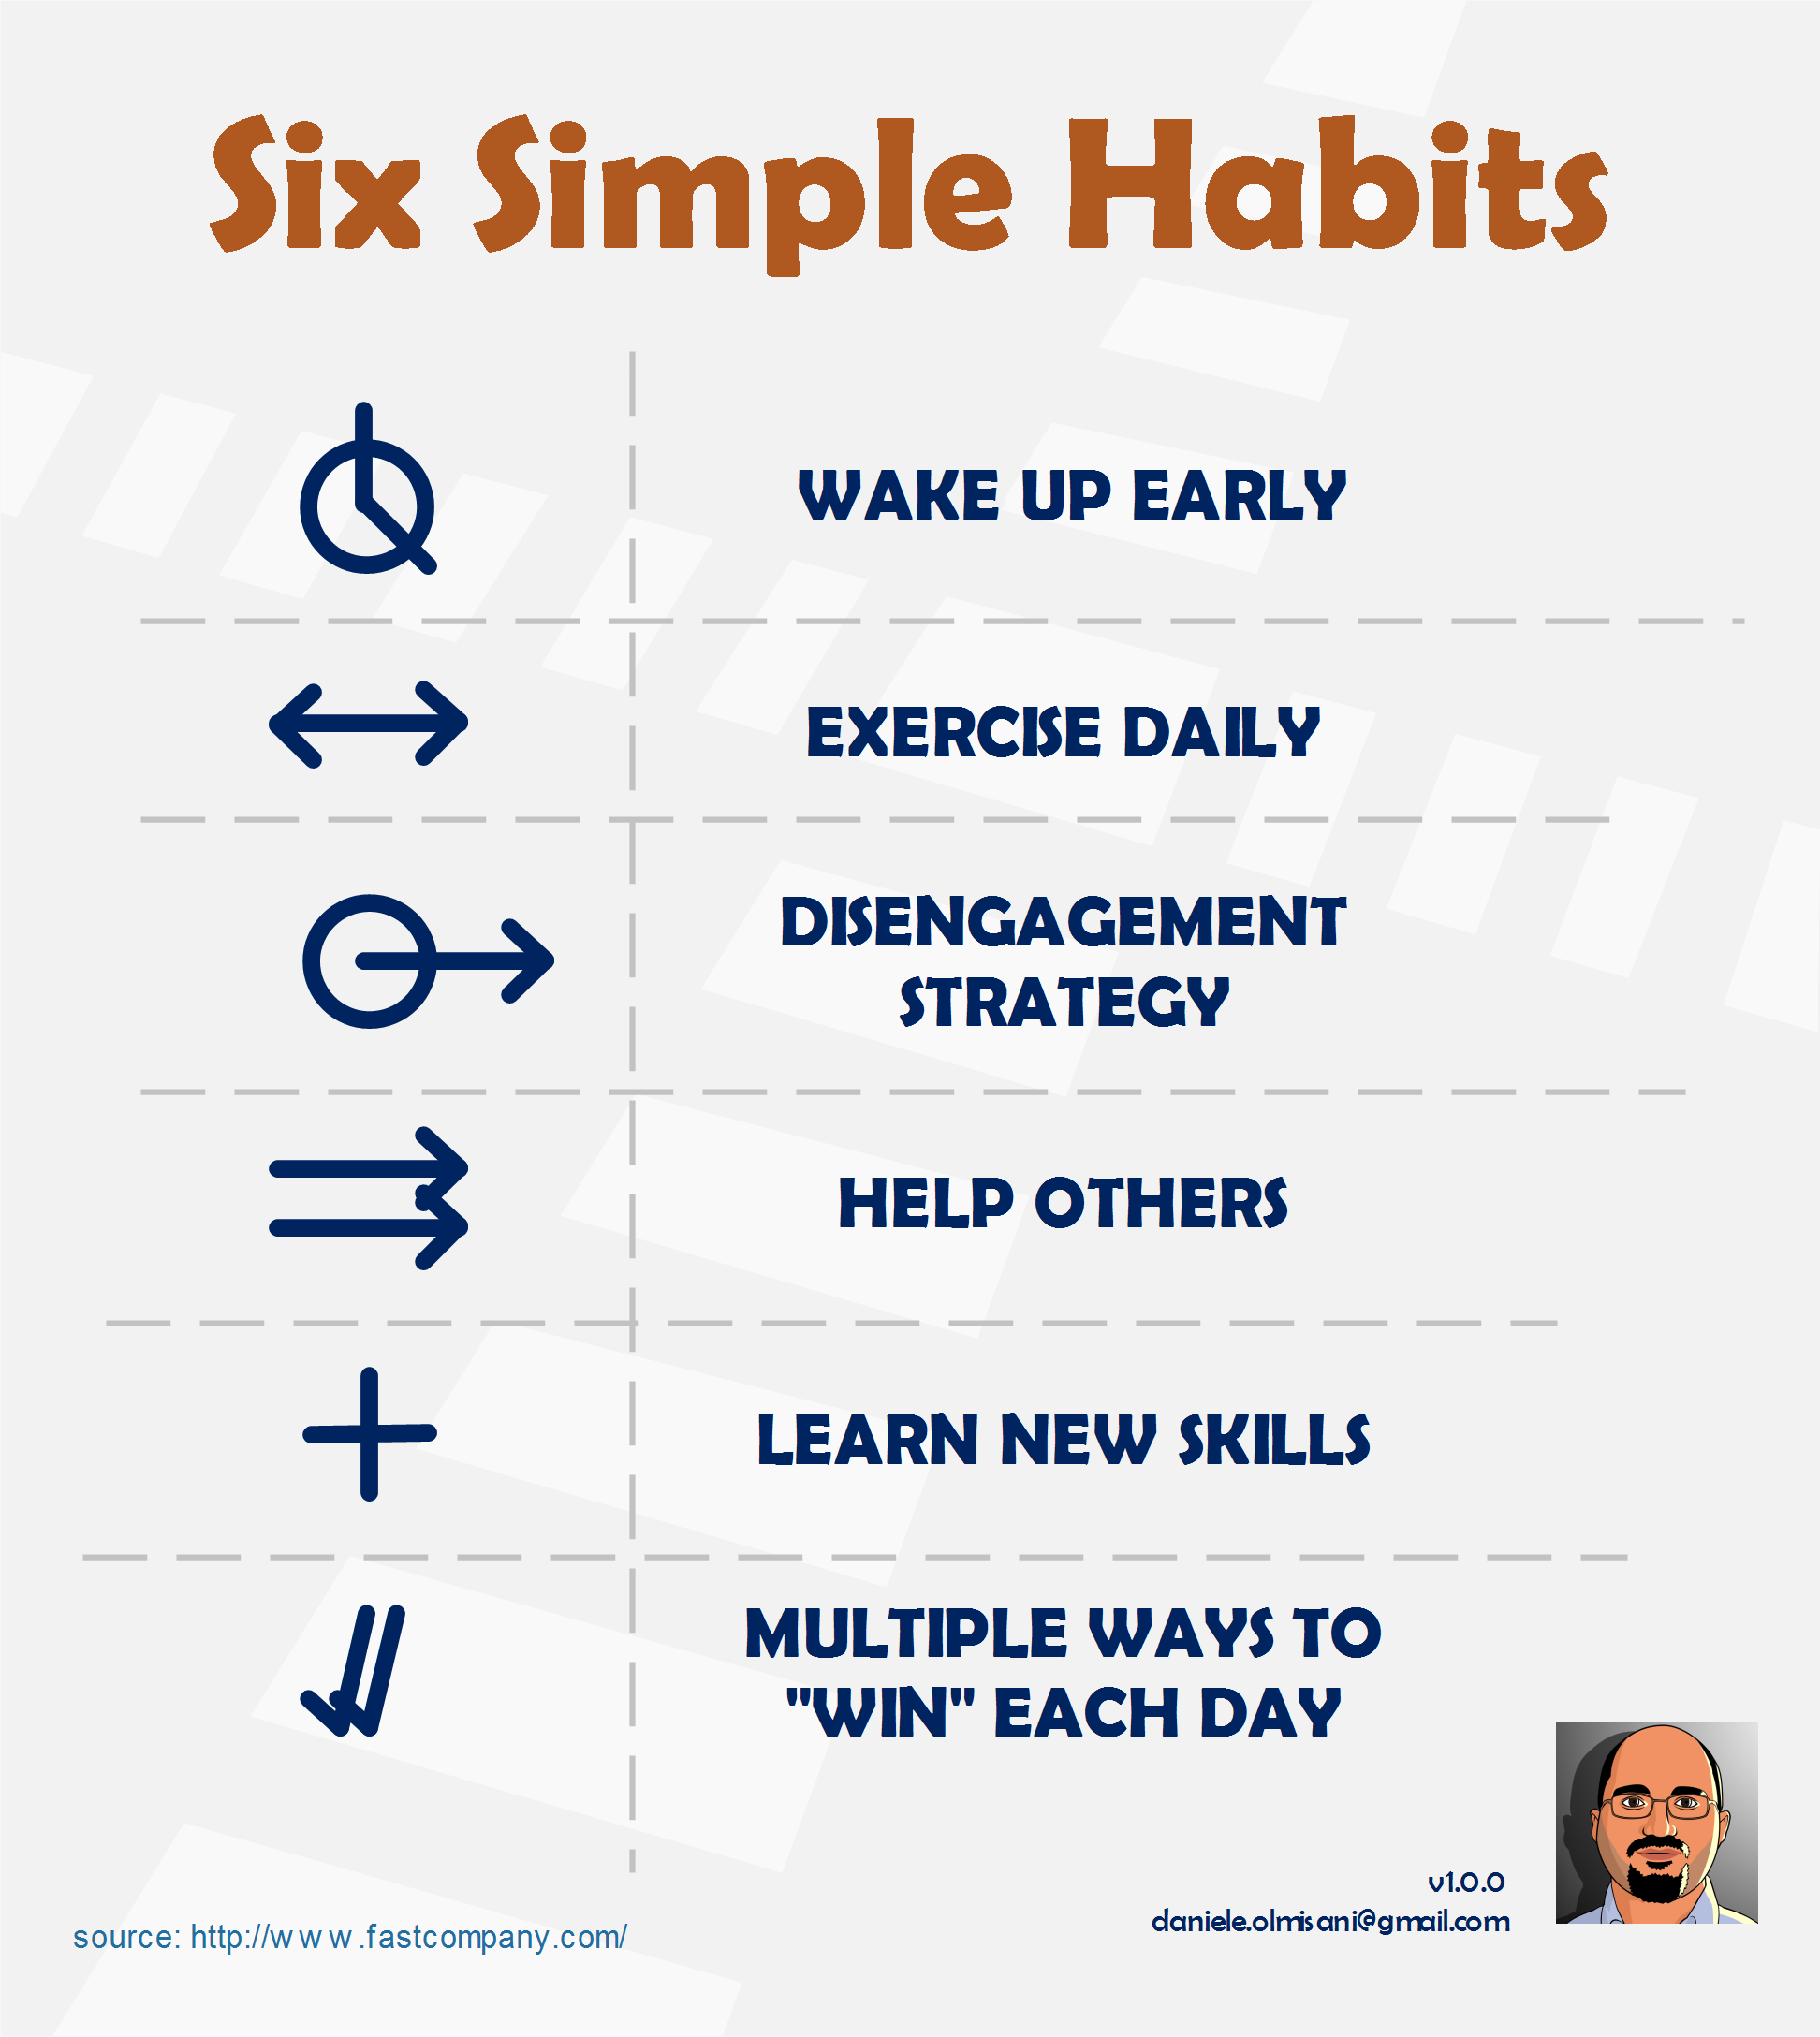 Six Simple Habits
WAKE UP EARLY
EXERCISE DAILY
DISENGAGEMENT
STRATEGY
HELP OTHERS
LEARN NEW SKILLS
MULTIPLE WAYS TO
"WIN" EACH DAY
v1.0.0
daniele.olmisani@gmail.com
source: http://www.fastcompany.com/